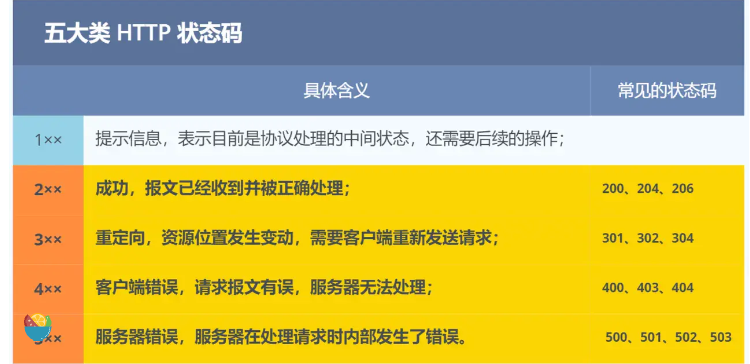 五大类 HTTP 状态码
具体含义 常见的状态码
1×× 提示信息，表示目前是协议处理的中间状态，还需要后续的操作；
2×× 成功，报文已经收到并被正确处理； 200、204、206
3×× 重定向，资源位置发生变动，需要客户端重新发送请求； 301、302、304
4×× 客户端错误，请求报文有误，服务器无法处理； 400、403、404
×× 服务器错误，服务器在处理请求时内部发生了错误。 500、501、502、503